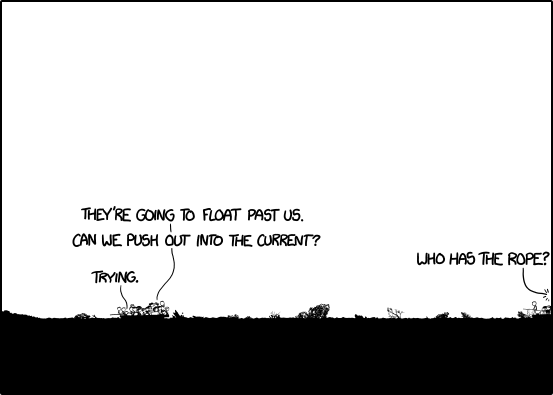 THEY'RE GOING TO FLOAT PAST US.
CAN WE PUSH OUT INTO THE CURRENT?
TRYING.
WHO HAS THE ROPE?